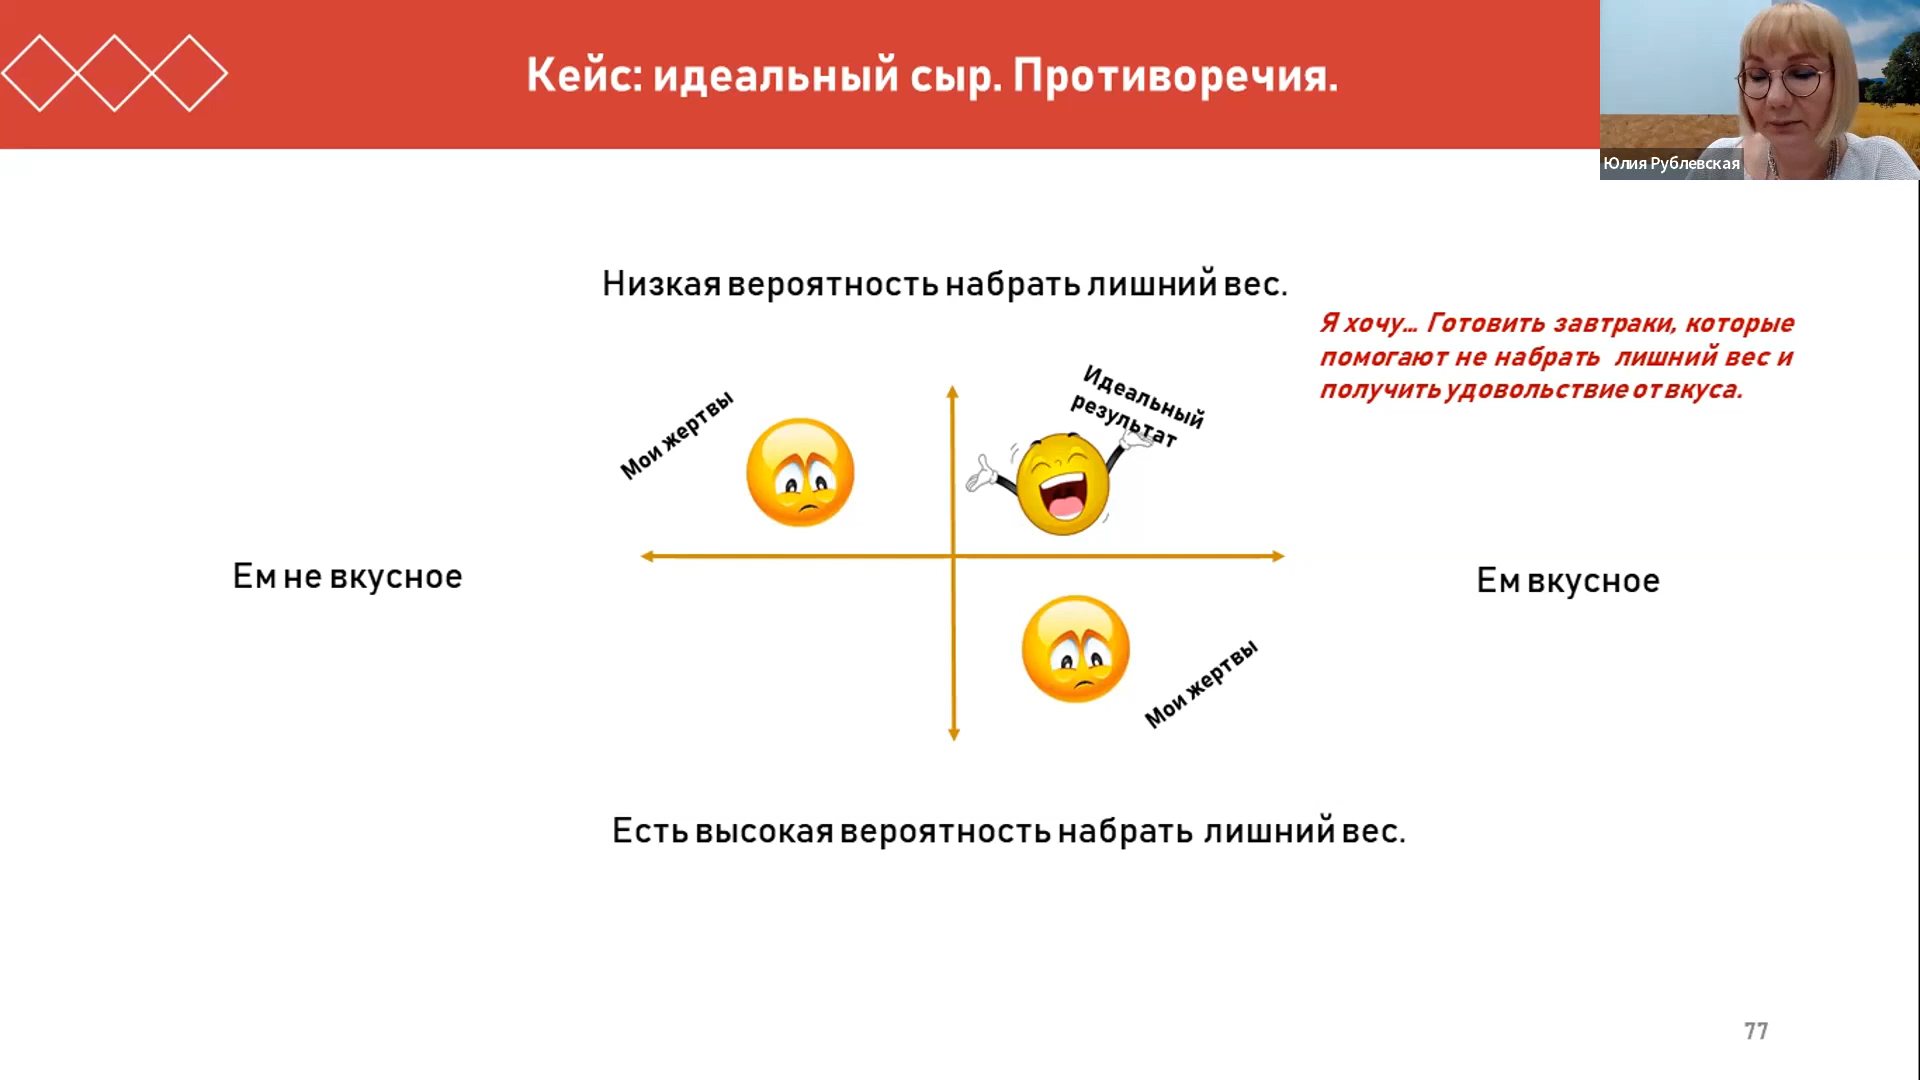 Кейс: идеальный сыр. Противоречия.
Юлия Рублевская
Низкая вероятность набрать лишний вес.
Я хочу... Готовить завтраки, которые
помогают не набрать лишний вес и
получить удовольствие от вкуса.
Мои жертвы
Идеальный
результат
Ем не вкусное
Ем вкусное
Мои жертвы
Есть высокая вероятность набрать лишний вес.
77